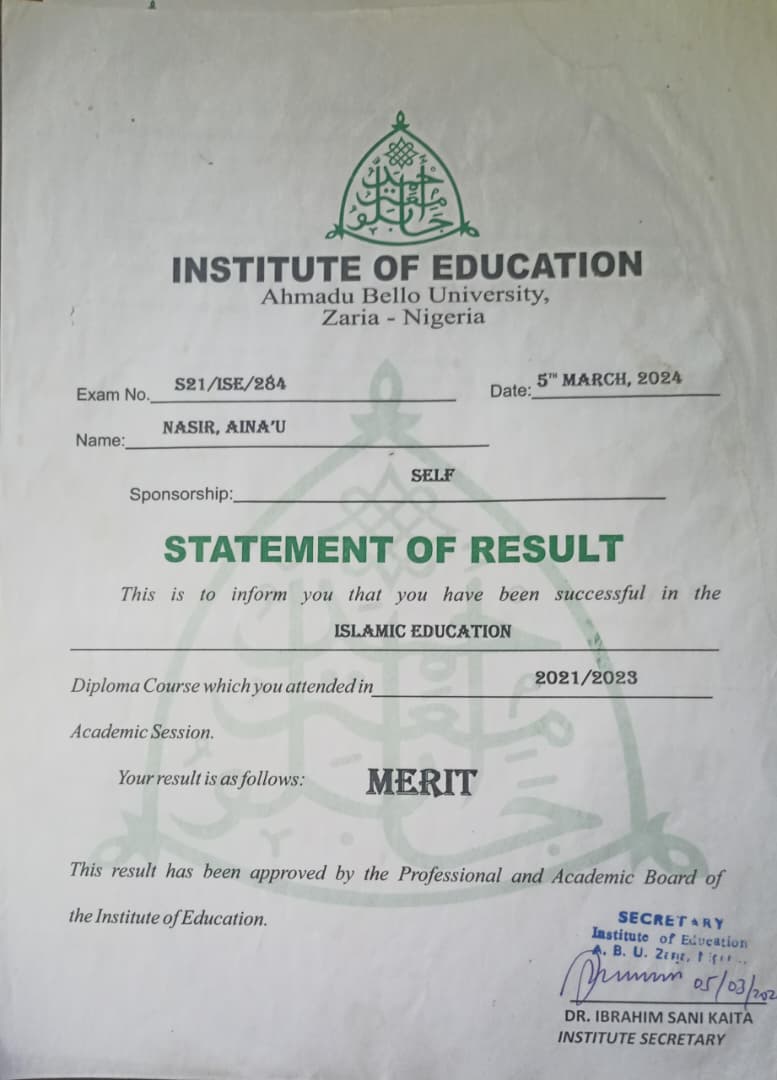 INSTITUTE OF EDUCATION
Ahmadu Bello University,
Zaria - Nigeria
Exam No. S21/ISE/284
Date: 5TH MARCH, 2024
Name: NASIR, AINA'U
Sponsorship: SELF
STATEMENT OF RESULT
This is to inform you that you have been successful in the
ISLAMIC EDUCATION
Diploma Course which you attended in 2021/2023
Academic Session.
Your result is as follows: MERIT
This result has been approved by the Professional and Academic Board of
the Institute of Education.
SECRETARY
Institute of Education
A. B. U.
05/03/202
DR. IBRAHIM SANI KAITA
INSTITUTE SECRETARY